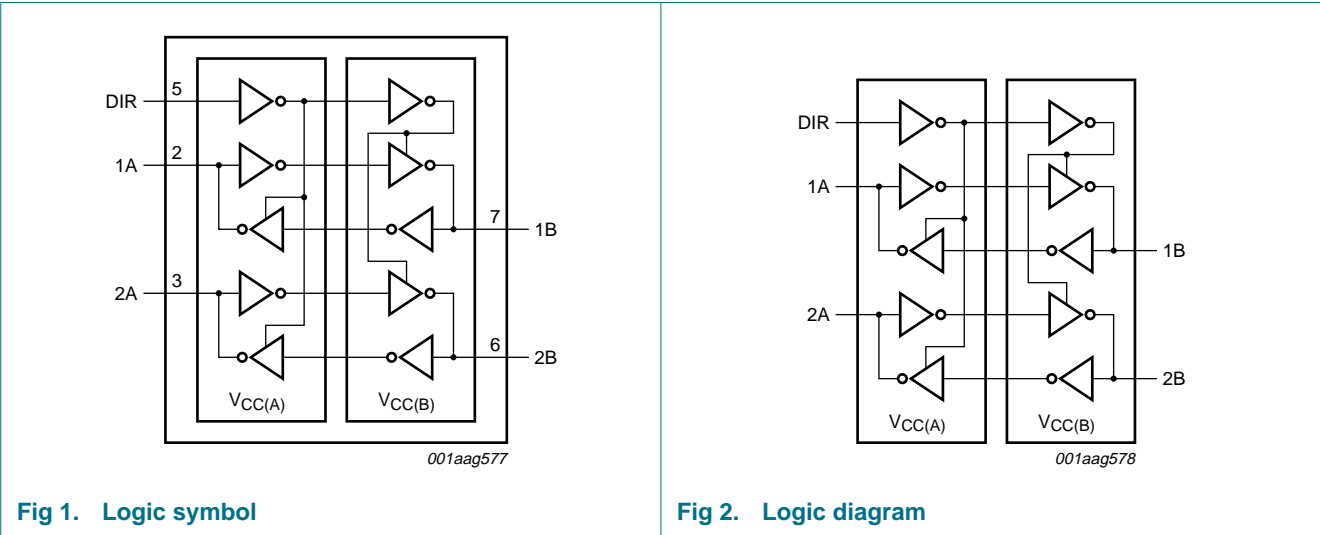 DIR
5
1A
2
7
1B
2A
3
6
2B
VCC(A)
VCC(B)
001aag577
Fig 1. Logic symbol
DIR
1A
1B
2A
2B
VCC(A)
VCC(B)
001aag578
Fig 2. Logic diagram